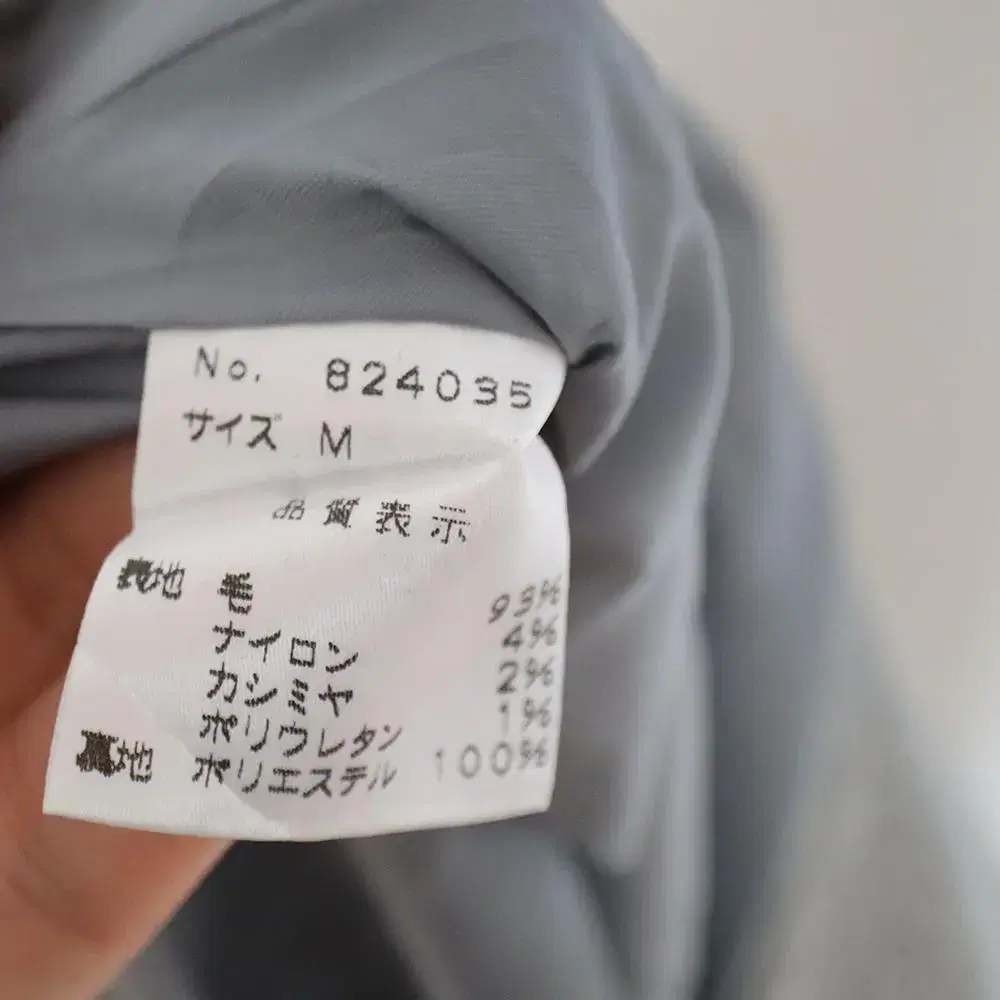 No. 824035
サイズ M
品質表示
表地 毛 93%
ナイロン 4%
カシミヤ 2%
ポリウレタン 1%
裏地 ポリエステル 100%